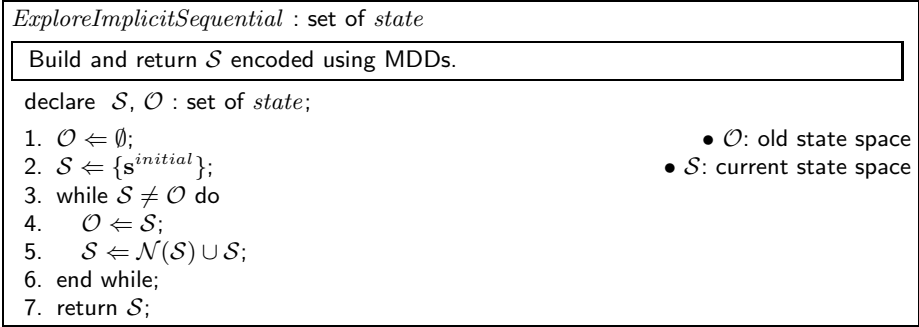 ExploreImplicitSequential : set of state
Build and return 𝒮 encoded using MDDs.
declare 𝒮, 𝒪 : set of state;
1. 𝒪 ⇐ ∅; • 𝒪: old state space
2. 𝒮 ⇐ {s^initial}; • 𝒮: current state space
3. while 𝒮 ≠ 𝒪 do
4. 𝒪 ⇐ 𝒮;
5. 𝒮 ⇐ 𝒩(𝒮) ∪ 𝒮;
6. end while;
7. return 𝒮;